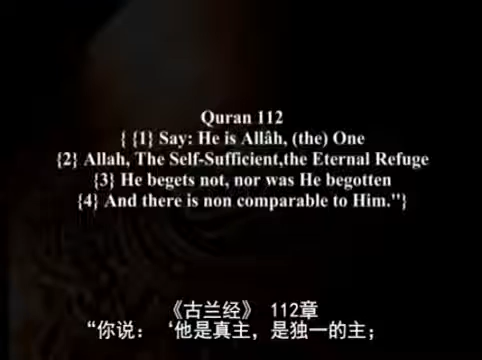 Quran 112
{ {1} Say: He is Allâh, (the) One
{2} Allah, The Self-Sufficient,the Eternal Refuge
{3} He begets not, nor was He begotten
{4} And there is non comparable to Him."}
《古兰经》 112章
“你说：‘他是真主，是独一的主；